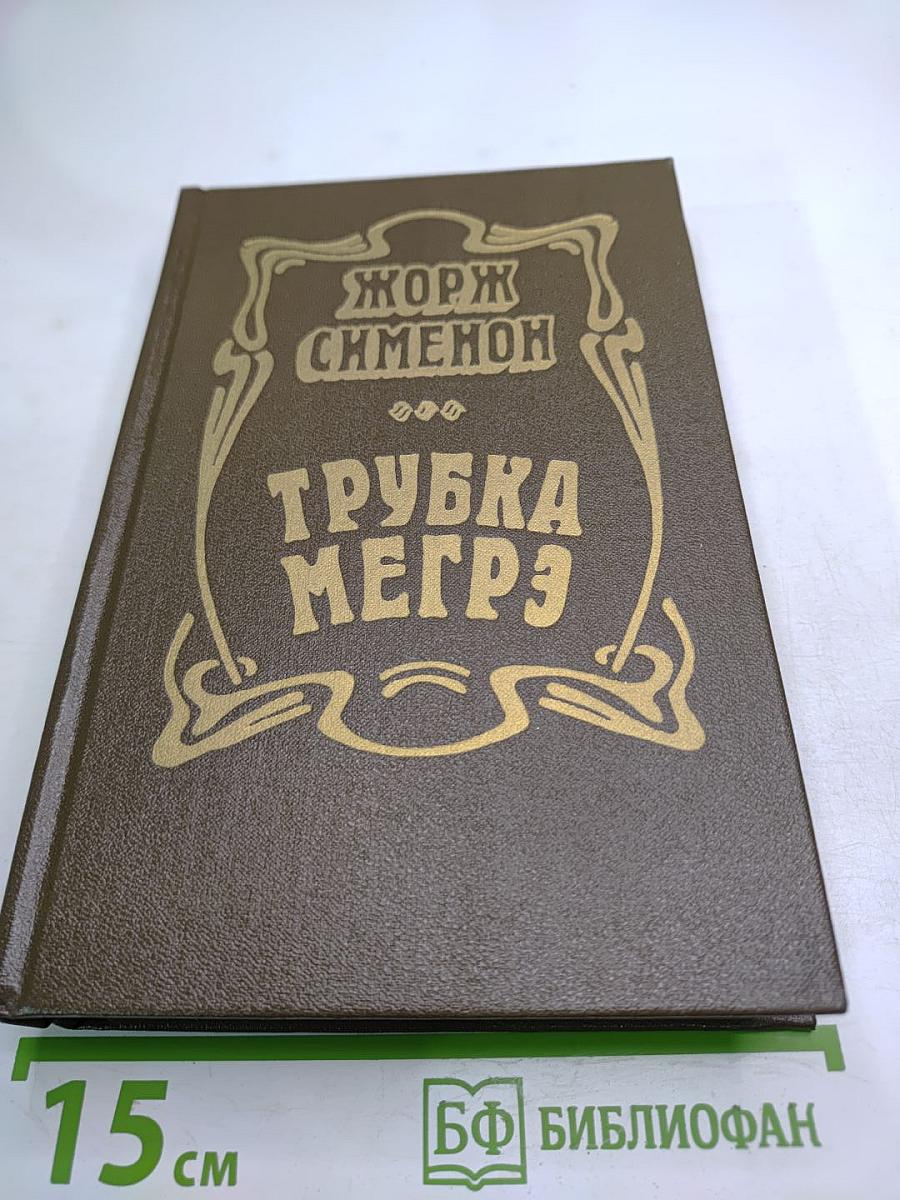 ЖОРЖ
СИМЕНОН
ТРУБКА
МЕГРЭ
15 см
БФ БИБЛИОФАН